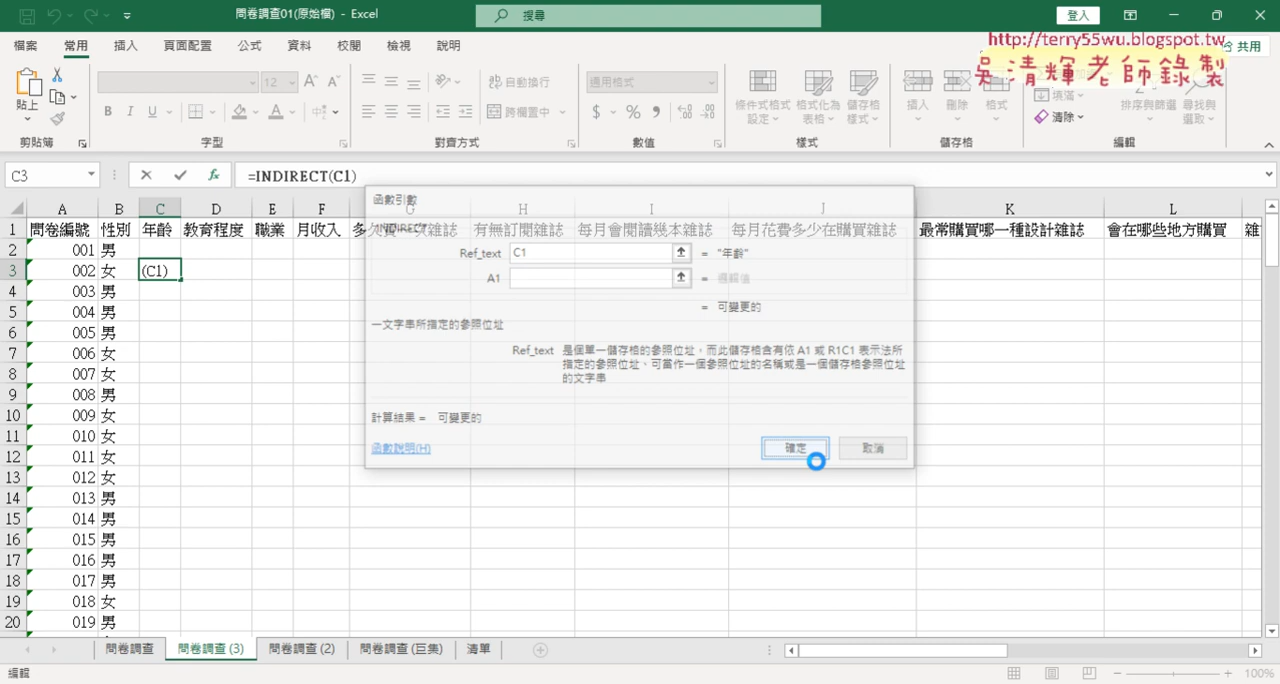 問卷調查01(原始檔) - Excel
搜尋
登入
http://terry55wu.blogspot.tw
吳清輝老師錄製
檔案 常用 插入 頁面配置 公式 資料 校閱 檢視 說明
共用
貼上
12
自動換行
跨欄置中
通用格式
條件式格式設定
格式化為表格
儲存格樣式
插入 刪除 格式
填滿
清除
排序與篩選
尋找與選取
剪貼簿 字型 對齊方式 數值 樣式 儲存格 編輯
C3
=INDIRECT(C1)
A B C D E F G H I J K L
1 問卷編號 性別 年齡 教育程度 職業 月收入 多久買一次雜誌 有無訂閱雜誌 每月會閱讀幾本雜誌 每月花費多少在購買雜誌 最常購買哪一種設計雜誌 會在哪些地方購買 雜
2 001 男
3 002 女 (C1)
4 003 男
5 004 男
6 005 男
7 006 女
8 007 女
9 008 男
10 009 女
11 010 女
12 011 女
13 012 女
14 013 男
15 014 男
16 015 男
17 016 男
18 017 男
19 018 女
20 019 男
函數引數
INDIRECT
Ref_text C1 = "年齡"
A1 = 邏輯值
= 可變更的
一文字串所指定的參照位址
Ref_text 是個單一儲存格的參照位址，而此儲存格含有依 A1 或 R1C1 表示法所
指定的參照位址、可當作一個參照位址的名稱或是一個儲存格參照位址
的文字串
計算結果 = 可變更的
函數說明(H)
確定 取消
問卷調查 問卷調查 (3) 問卷調查 (2) 問卷調查 (巨集) 清單
編輯
100%